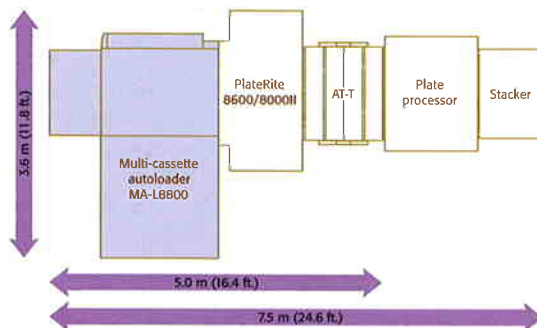 PlateRite
8600/8000II
AT-T
Plate
processor
Stacker
Multi-cassette
autoloader
MA-L8800
3.6 m (11.8 ft.)
5.0 m (16.4 ft.)
7.5 m (24.6 ft.)